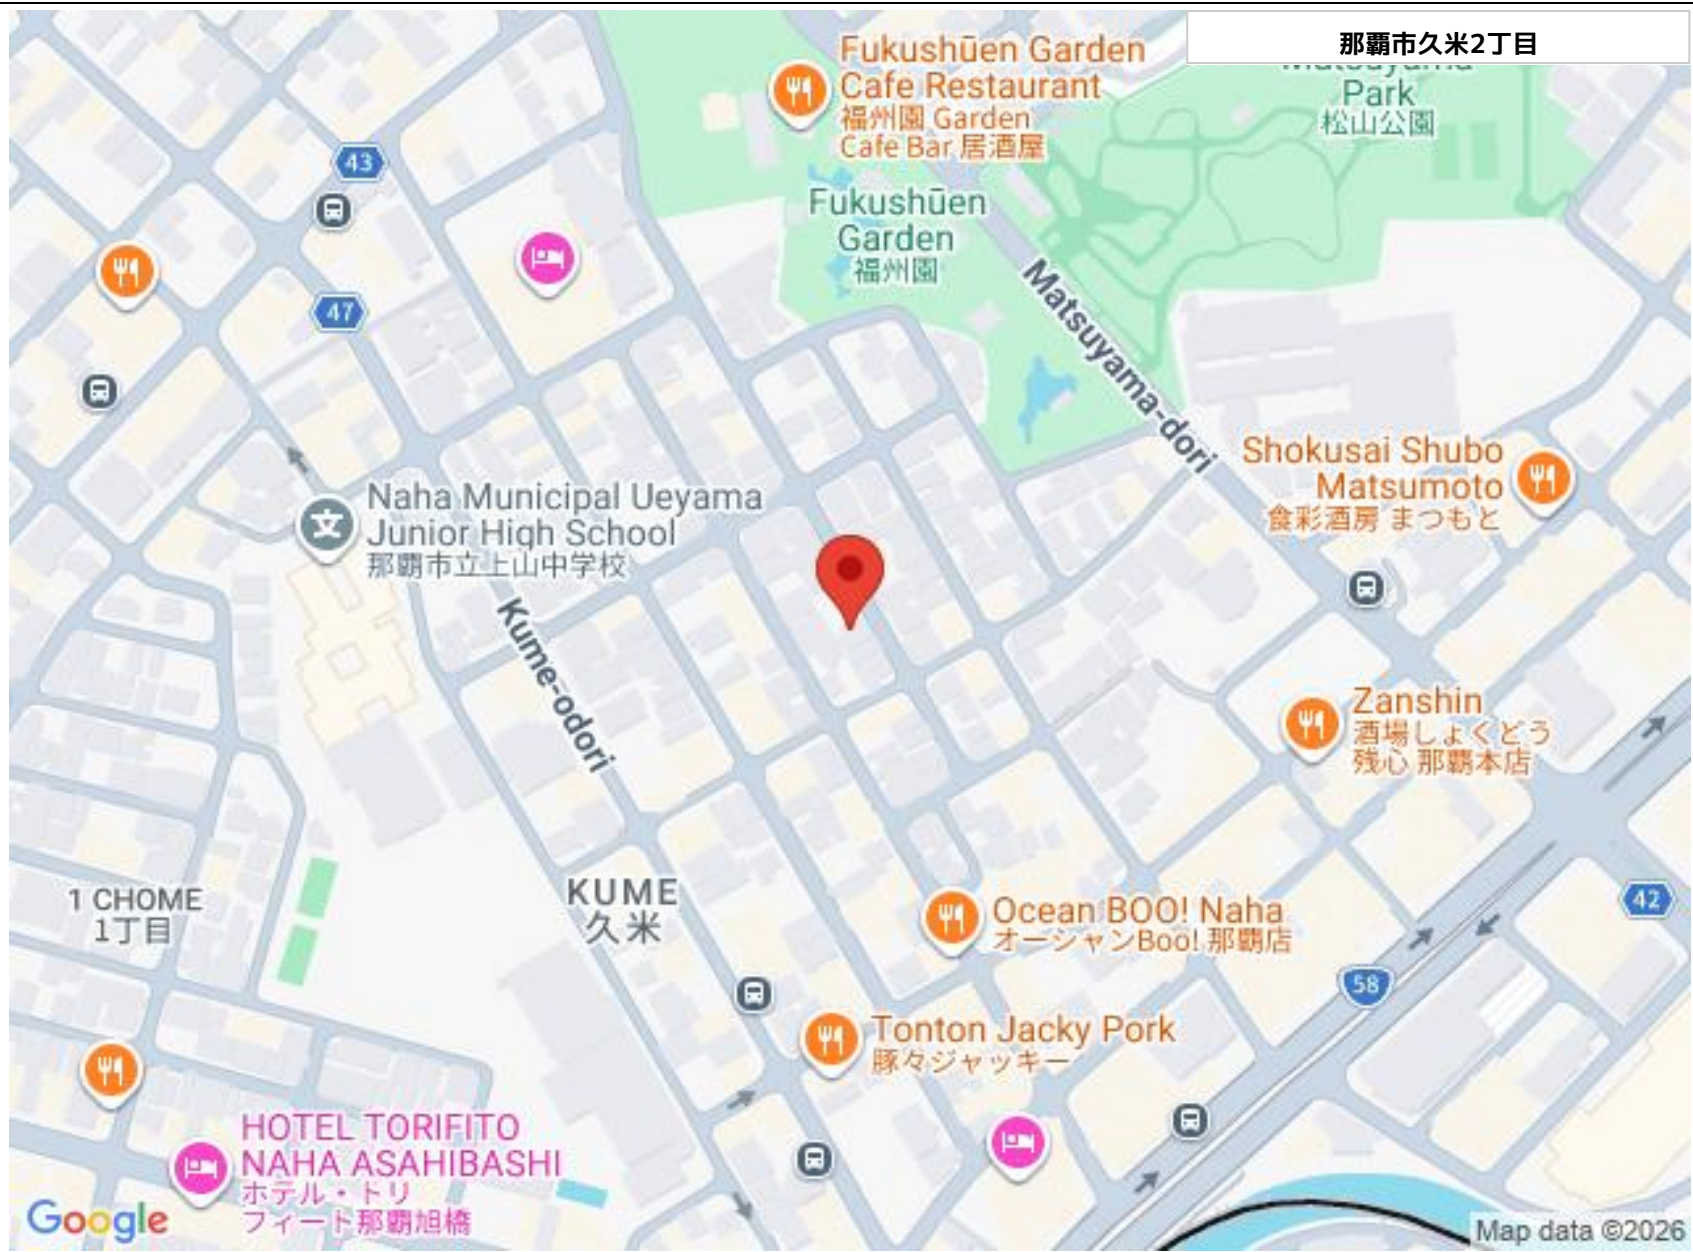 那覇市久米2丁目
Fukushūen Garden
Cafe Restaurant
福州園 Garden
Cafe Bar 居酒屋
Matsuyama
Park
松山公園
43
Fukushūen
Garden
福州園
47
Matsuyama-dori
Shokusai Shubo
Matsumoto
食彩酒房 まつもと
Naha Municipal Ueyama
Junior High School
那覇市立上山中学校
文
Kume-odori
Zanshin
酒場しょくどう
残心 那覇本店
1 CHOME
1丁目
KUME
久米
Ocean BOO! Naha
オーシャンBoo! 那覇店
42
58
Tonton Jacky Pork
豚々ジャッキー
HOTEL TORIFITO
NAHA ASAHIBASHI
ホテル・トリ
フィート那覇旭橋
Google
Map data ©2026